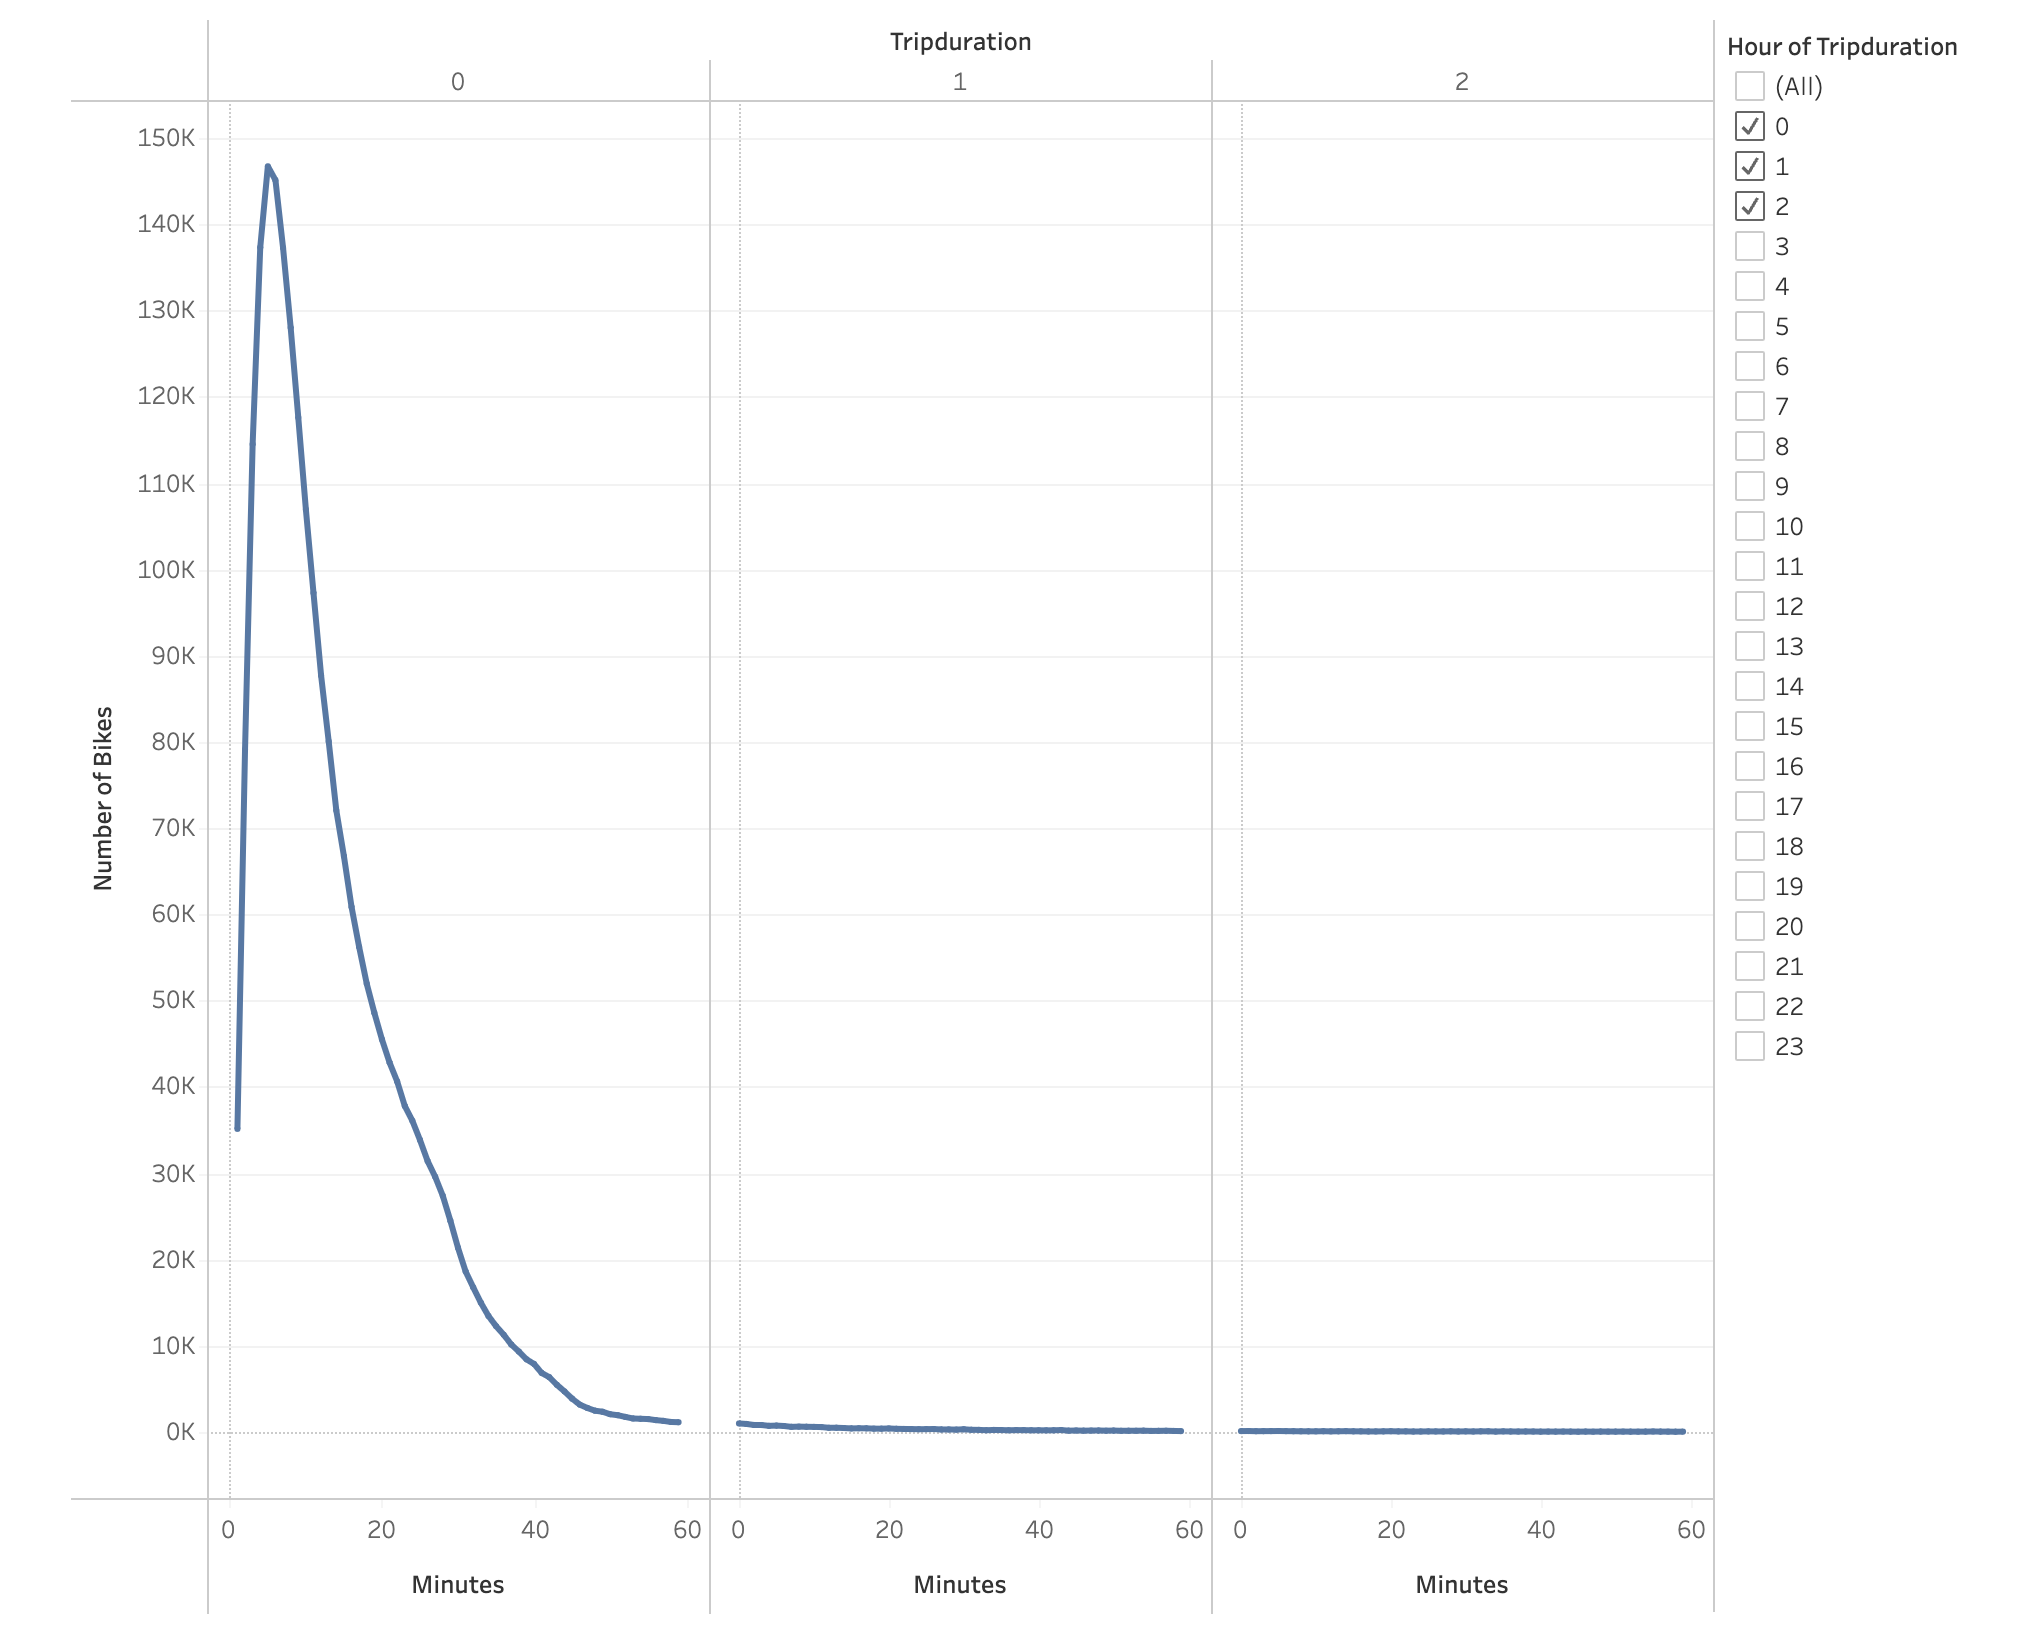 Tripduration
0 1 2
150K
140K
130K
120K
110K
100K
90K
80K
70K
60K
50K
40K
30K
20K
10K
0K
Number of Bikes
0 20 40 60 0 20 40 60 0 20 40 60
Minutes Minutes Minutes
Hour of Tripduration
(All)
0
1
2
3
4
5
6
7
8
9
10
11
12
13
14
15
16
17
18
19
20
21
22
23